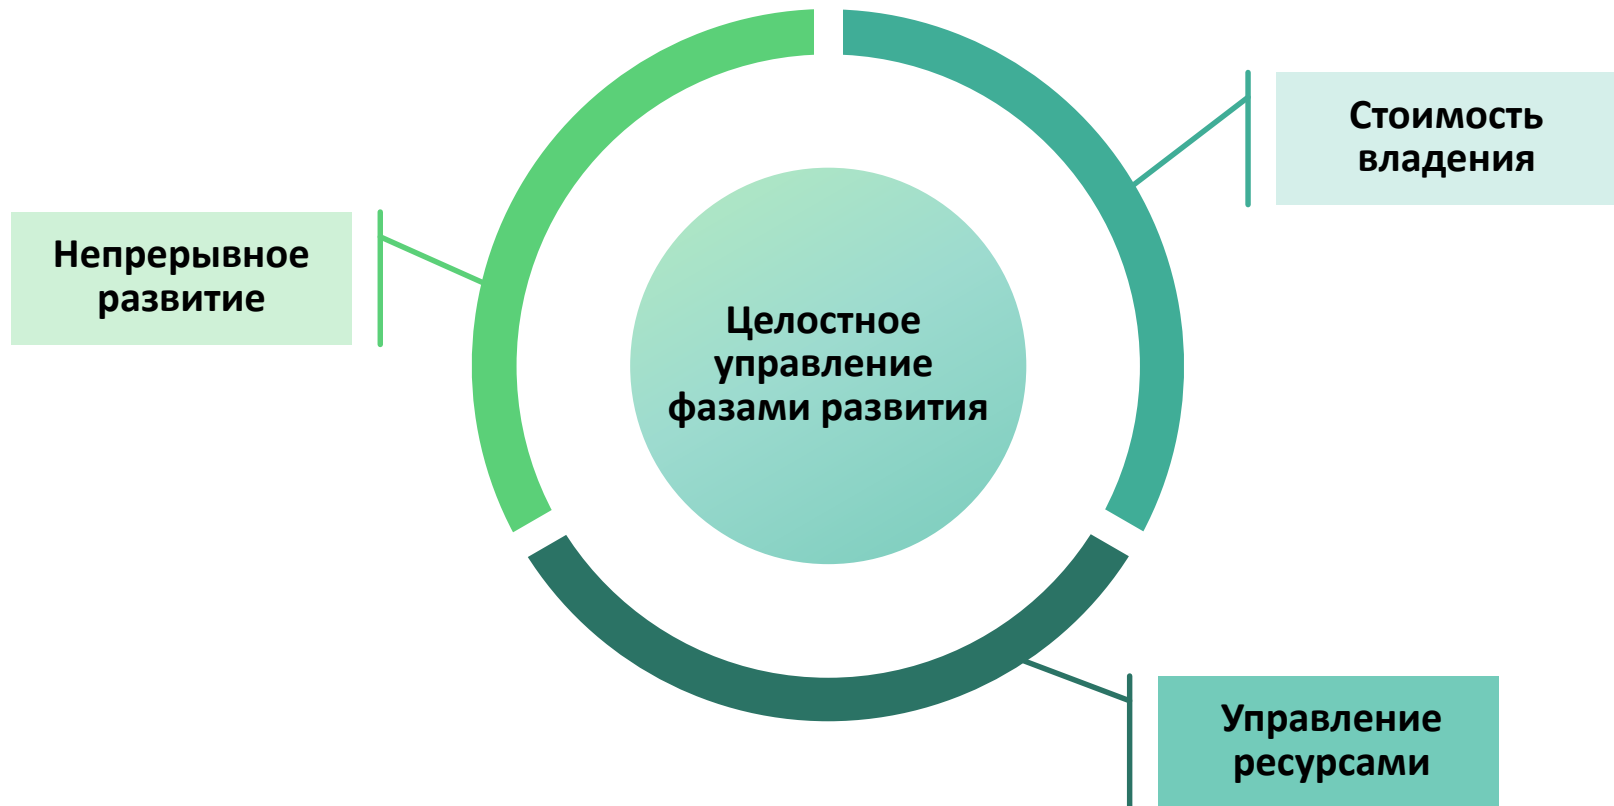 Стоимость
владения
Непрерывное
развитие
Целостное
управление
фазами развития
Управление
ресурсами